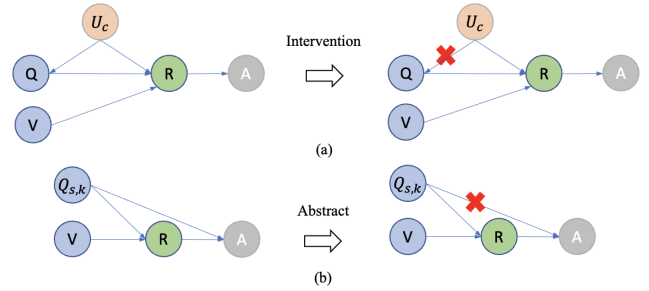 U_c U_c
Q R A Intervention Q R A
V V
(a)
Q_{s,k} Q_{s,k}
Abstract
V R A V R A
(b)